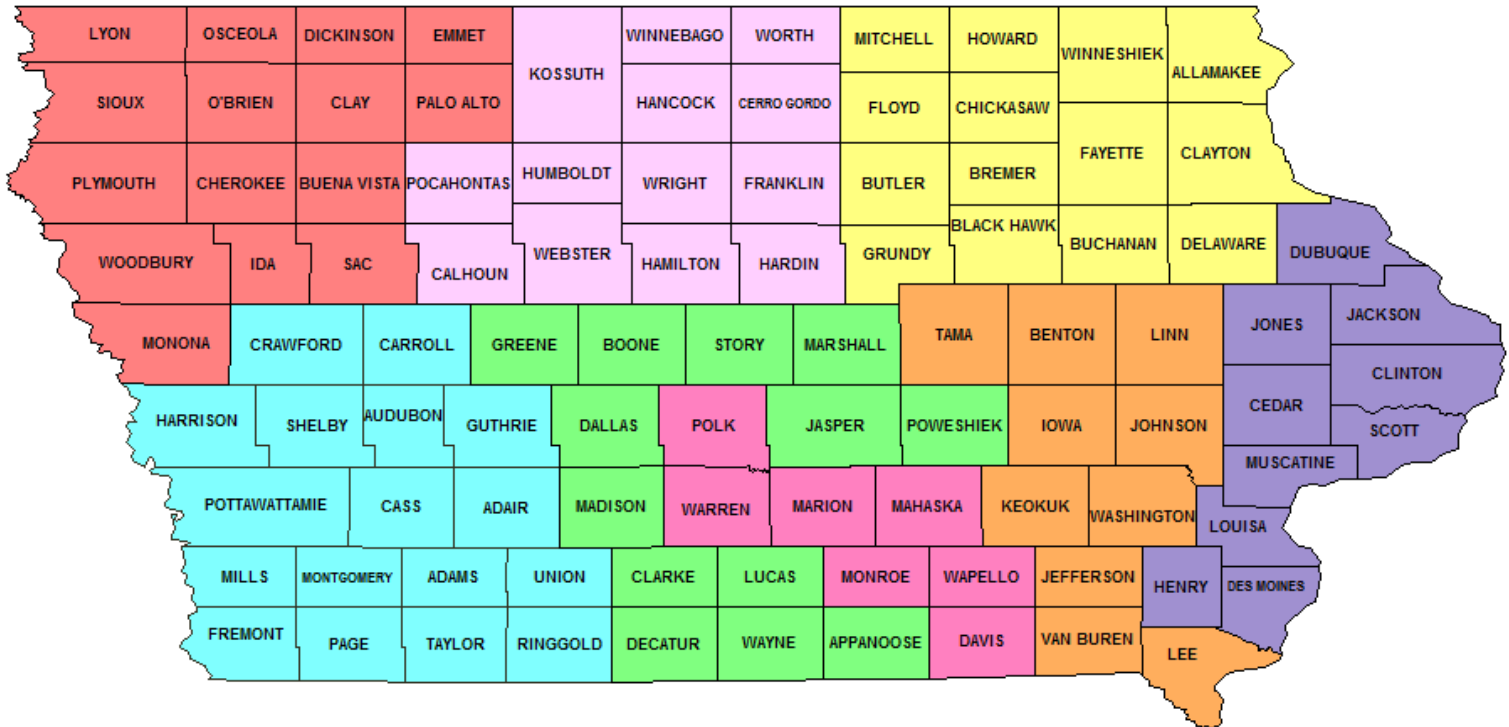 LYON
OSCEOLA
DICKINSON
EMMET
KOSSUTH
WINNEBAGO
WORTH
MITCHELL
HOWARD
WINNESHIEK
ALLAMAKEE
SIOUX
O'BRIEN
CLAY
PALO ALTO
HANCOCK
CERRO GORDO
FLOYD
CHICKASAW
PLYMOUTH
CHEROKEE
BUENA VISTA
POCAHONTAS
HUMBOLDT
WRIGHT
FRANKLIN
BUTLER
BREMER
FAYETTE
CLAYTON
WOODBURY
IDA
SAC
CALHOUN
WEBSTER
HAMILTON
HARDIN
GRUNDY
BLACK HAWK
BUCHANAN
DELAWARE
DUBUQUE
MONONA
CRAWFORD
CARROLL
GREENE
BOONE
STORY
MARSHALL
TAMA
BENTON
LINN
JONES
JACKSON
CLINTON
HARRISON
SHELBY
AUDUBON
GUTHRIE
DALLAS
POLK
JASPER
POWESHIEK
IOWA
JOHNSON
CEDAR
SCOTT
MUSCATINE
POTTAWATTAMIE
CASS
ADAIR
MADISON
WARREN
MARION
MAHASKA
KEOKUK
WASHINGTON
LOUISA
MILLS
MONTGOMERY
ADAMS
UNION
CLARKE
LUCAS
MONROE
WAPELLO
JEFFERSON
HENRY
DES MOINES
FREMONT
PAGE
TAYLOR
RINGGOLD
DECATUR
WAYNE
APPANOOSE
DAVIS
VAN BUREN
LEE